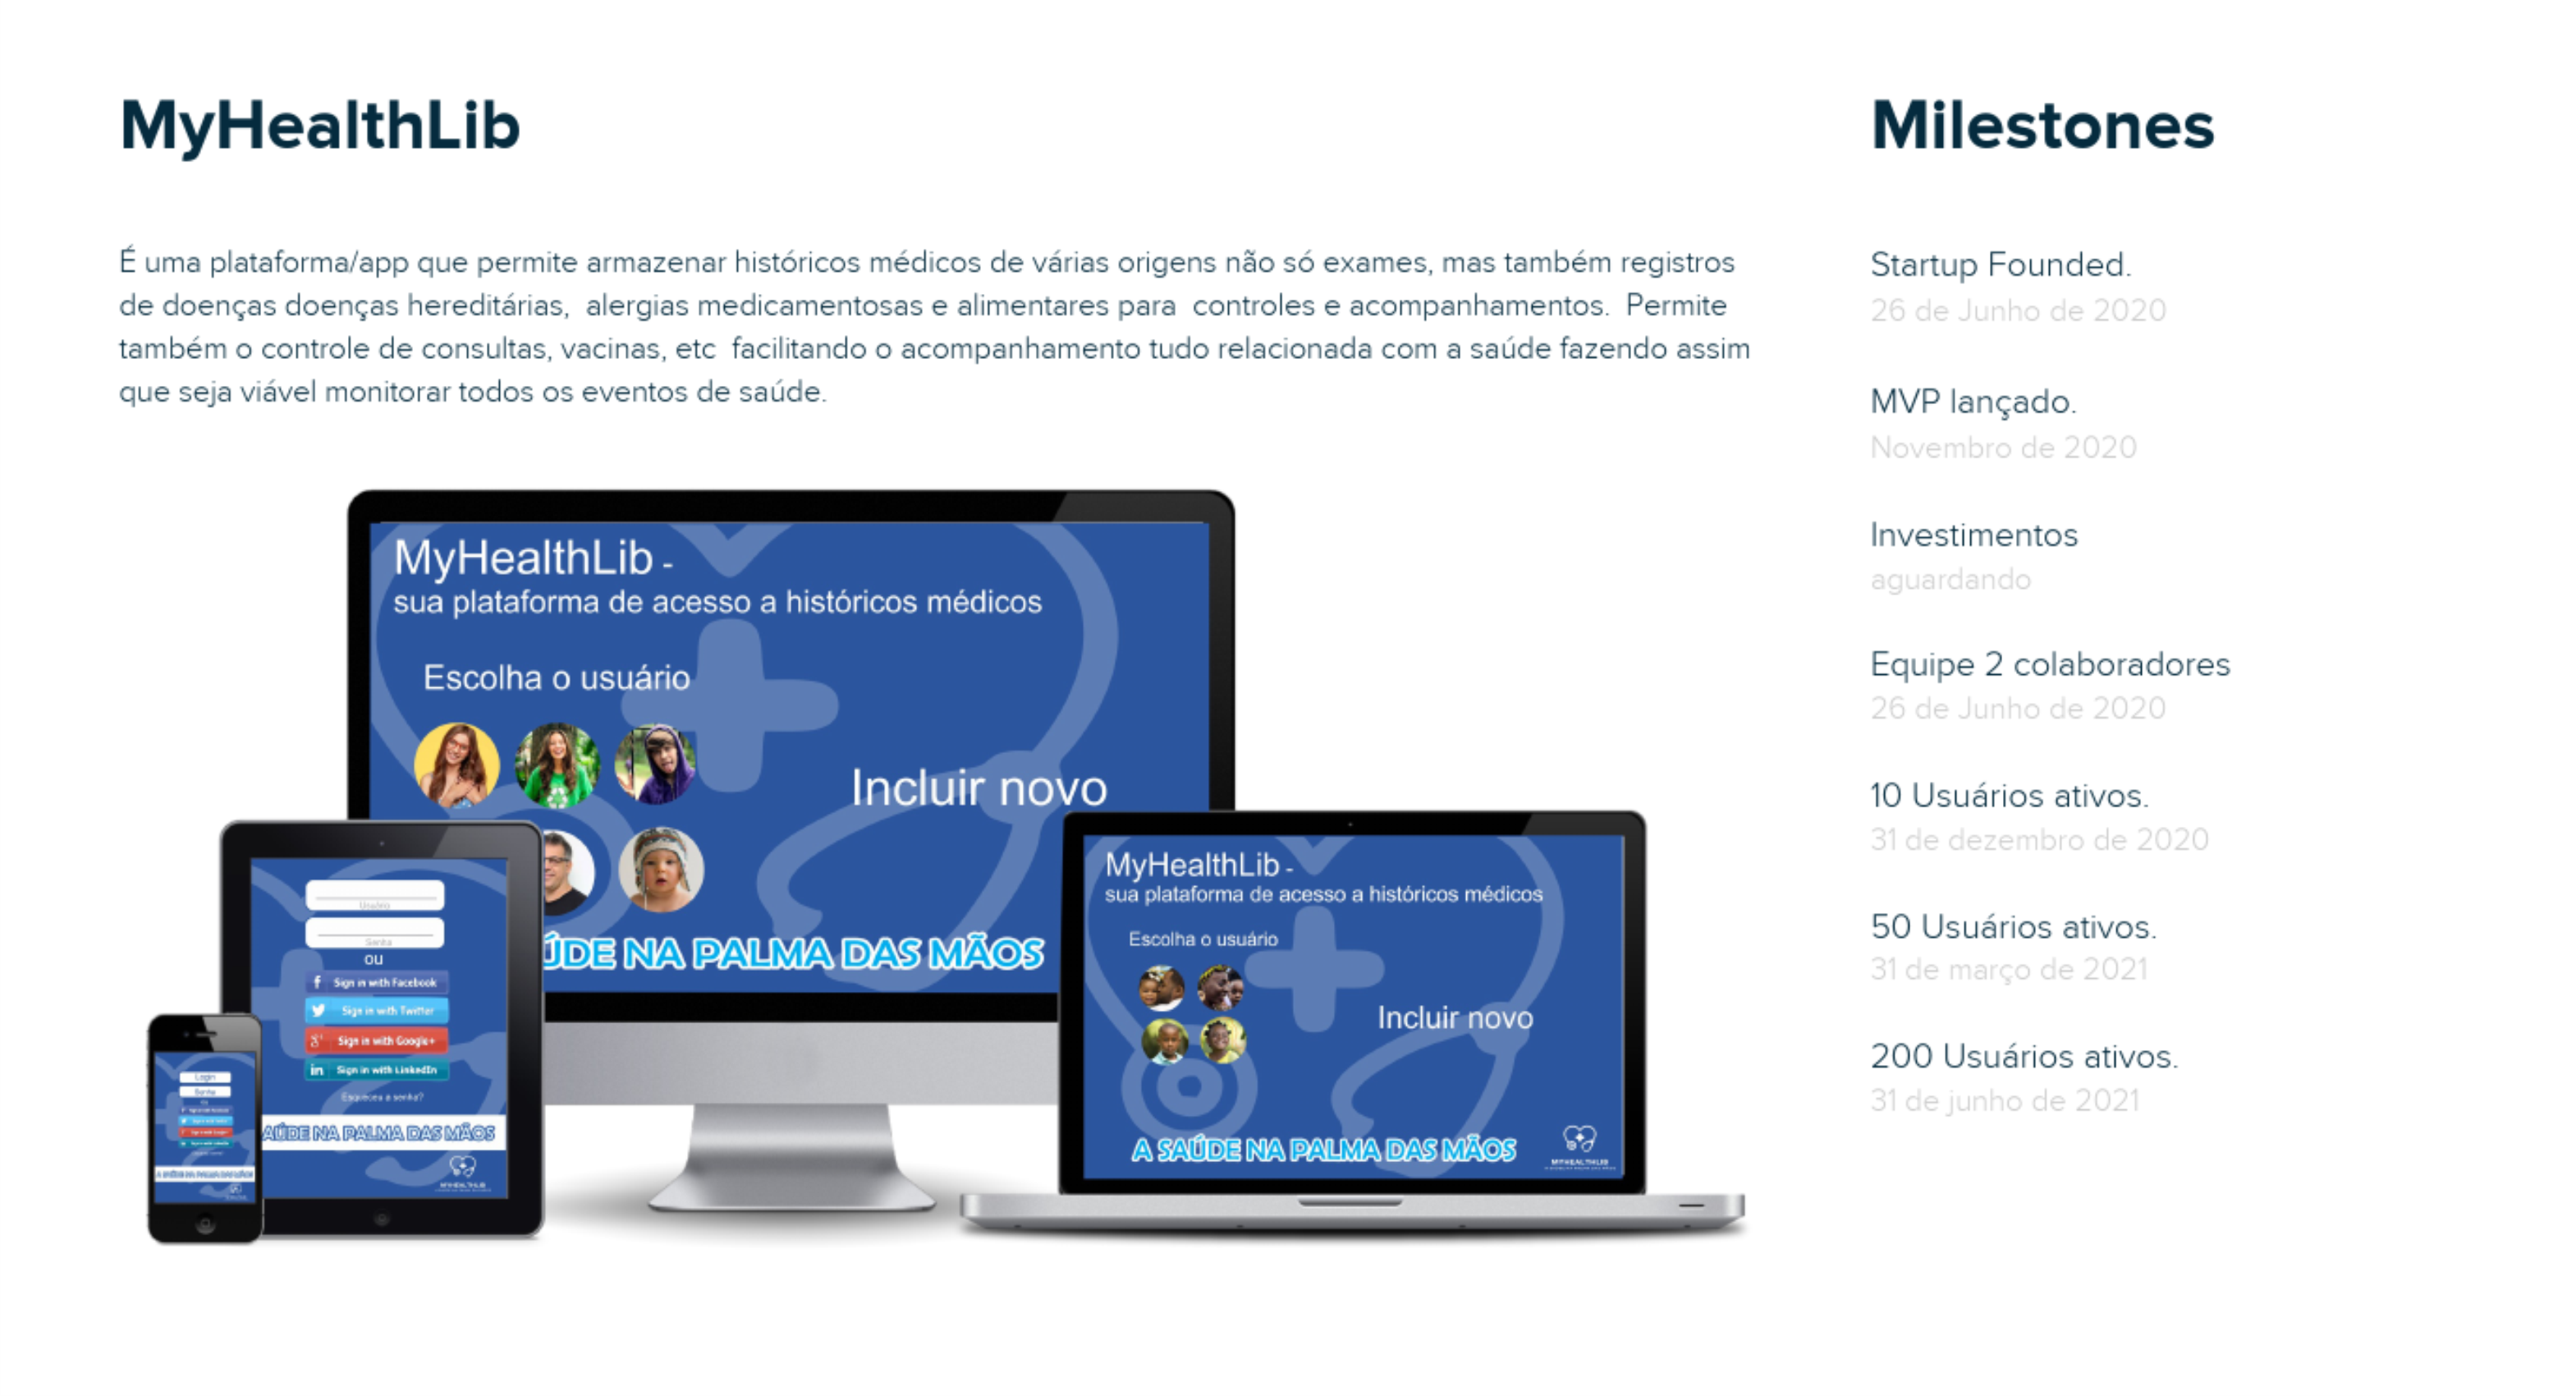 MyHealthLib
É uma plataforma/app que permite armazenar históricos médicos de várias origens não só exames, mas também registros
de doenças doenças hereditárias,  alergias medicamentosas e alimentares para  controles e acompanhamentos.  Permite
também o controle de consultas, vacinas, etc  facilitando o acompanhamento tudo relacionada com a saúde fazendo assim
que seja viável monitorar todos os eventos de saúde.
MyHealthLib -
sua plataforma de acesso a históricos médicos
Escolha o usuário
Incluir novo
ÚDE NA PALMA DAS MÃOS
Usuário
Senha
ou
Sign in with Facebook
Sign in with Twitter
Sign in with Google+
Sign in with LinkedIn
Esqueceu a senha?
AÚDE NA PALMA DAS MÃOS
MYHEALTHLIB
Login
Senha
MyHealthLib -
sua plataforma de acesso a históricos médicos
Escolha o usuário
Incluir novo
A SAÚDE NA PALMA DAS MÃOS
MYHEALTHLIB
Milestones
Startup Founded.
26 de Junho de 2020
MVP lançado.
Novembro de 2020
Investimentos
aguardando
Equipe 2 colaboradores
26 de Junho de 2020
10 Usuários ativos.
31 de dezembro de 2020
50 Usuários ativos.
31 de março de 2021
200 Usuários ativos.
31 de junho de 2021